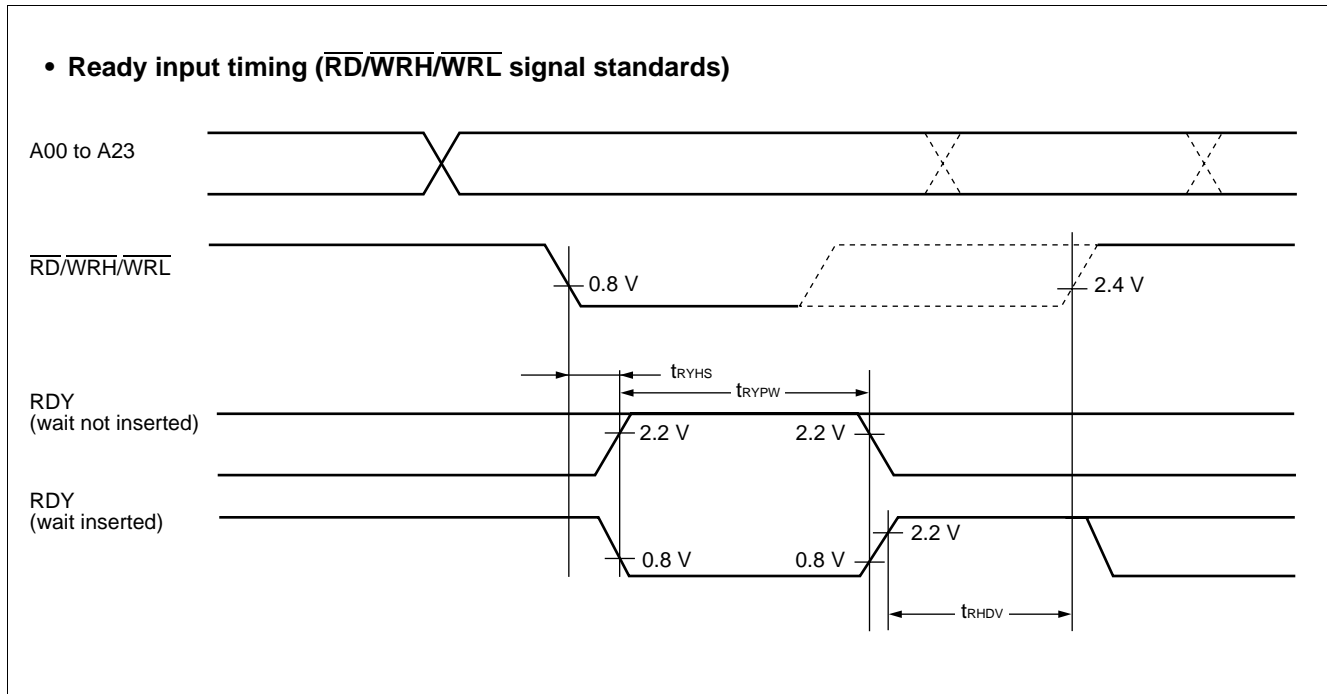 • Ready input timing (RD/WRH/WRL signal standards)
A00 to A23
RD/WRH/WRL
0.8 V
2.4 V
tRYHS
tRYPW
RDY
(wait not inserted)
2.2 V
2.2 V
RDY
(wait inserted)
2.2 V
0.8 V
0.8 V
tRHDV